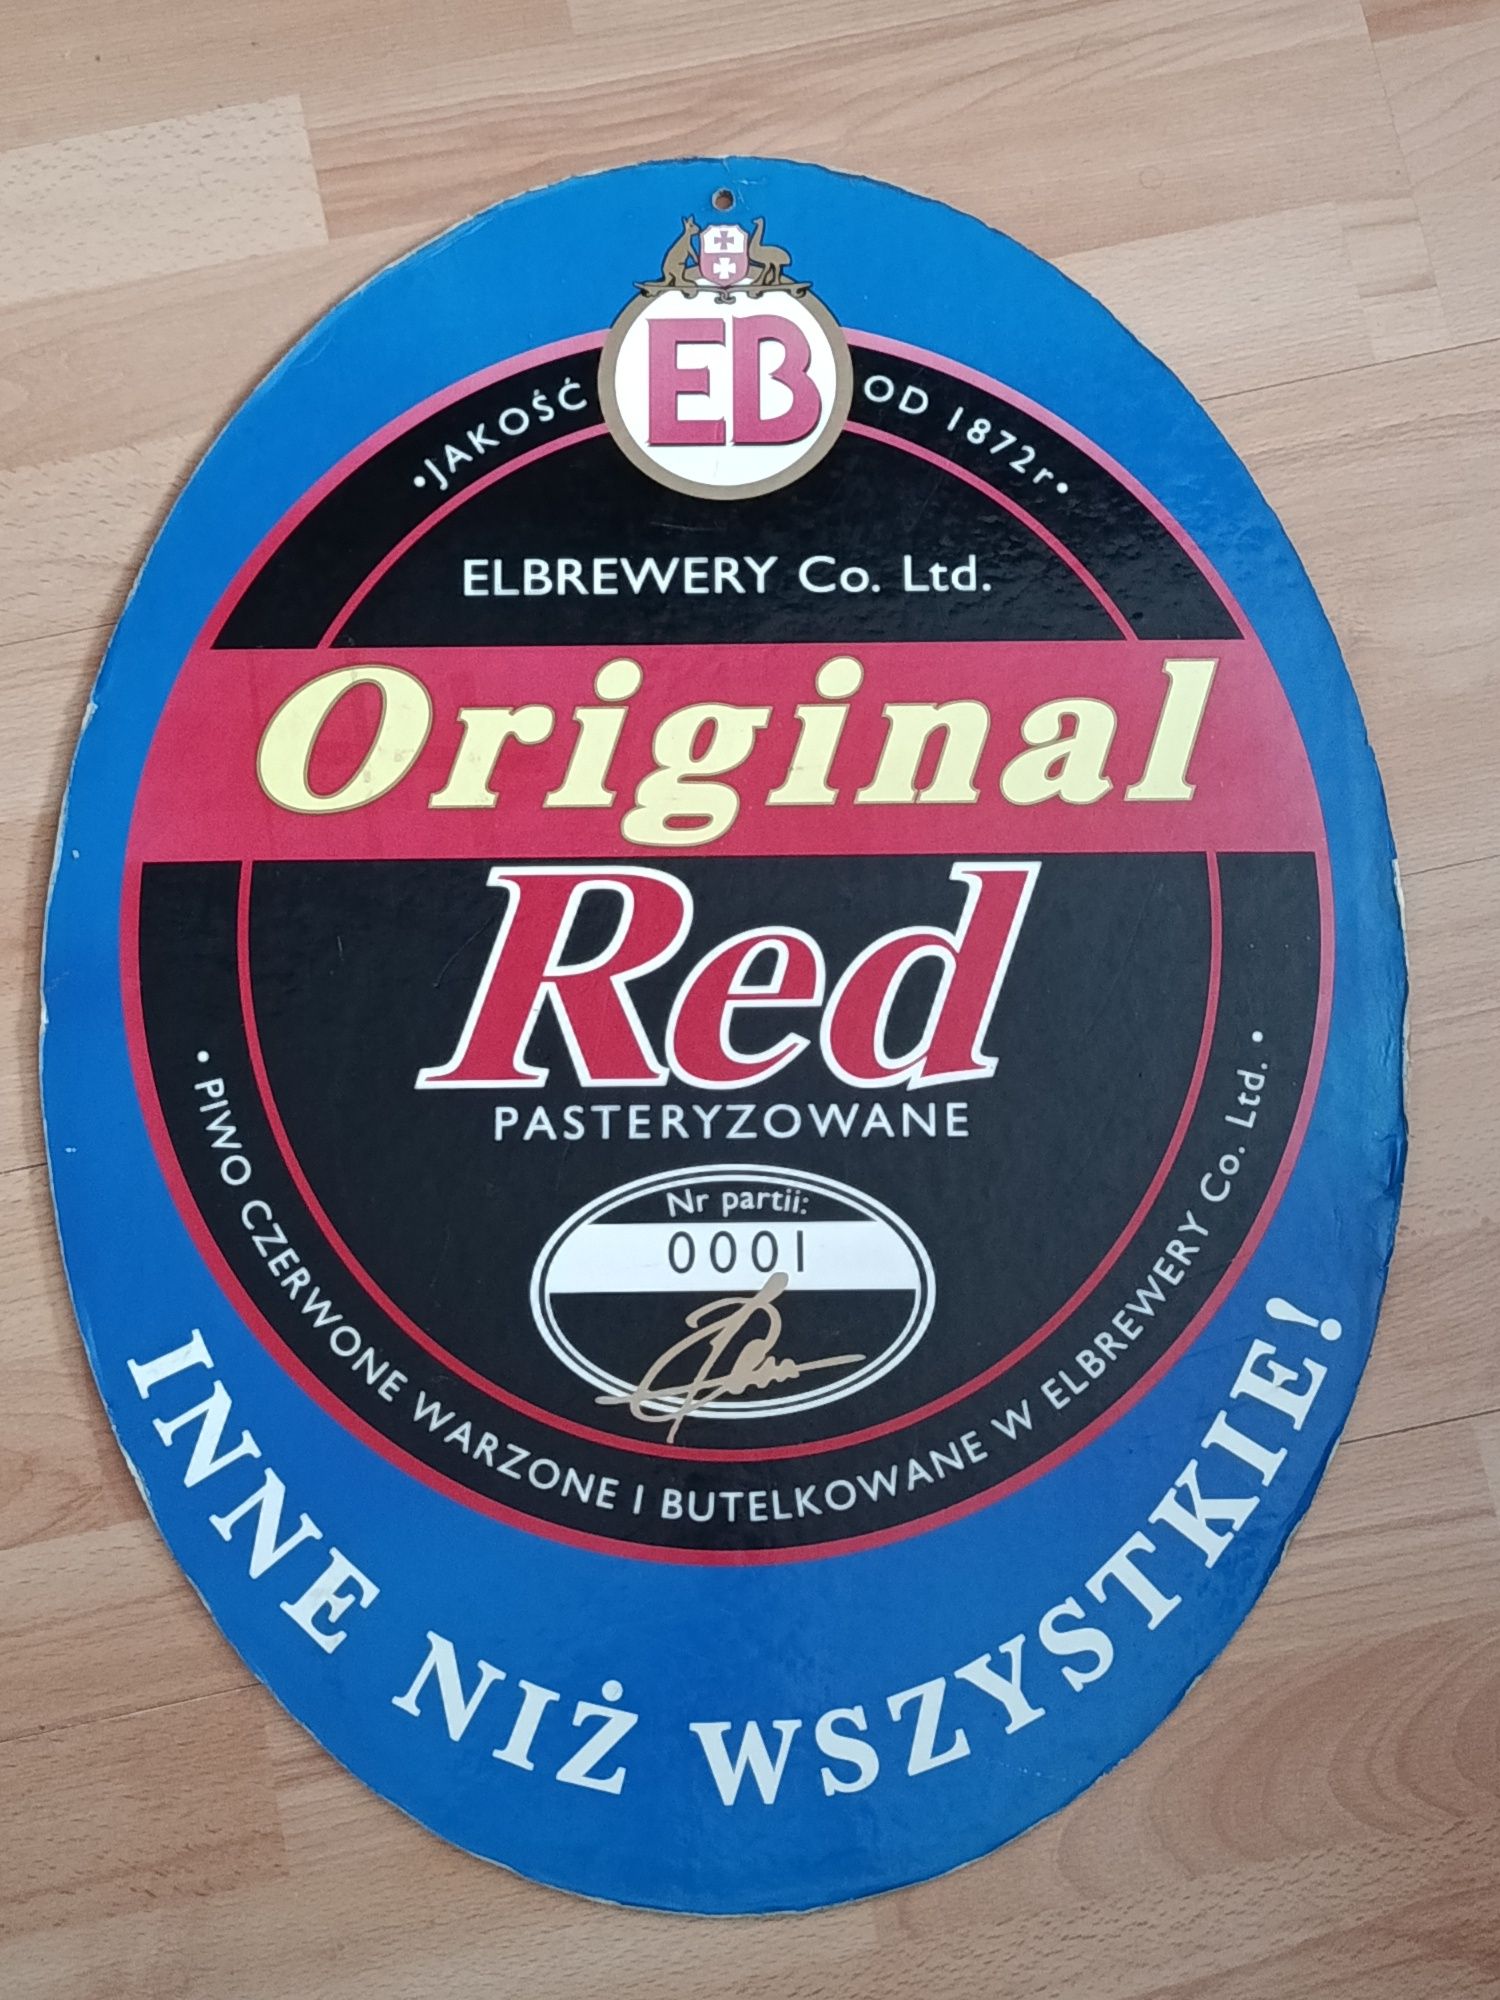 EB
•JAKOŚĆ OD 1872r•
ELBREWERY Co. Ltd.
Original
Red
PASTERYZOWANE
Nr partii:
0001
• PIWO CZERWONE WARZONE I BUTELKOWANE W ELBREWERY Co. Ltd. •
INNE NIŻ WSZYSTKIE!